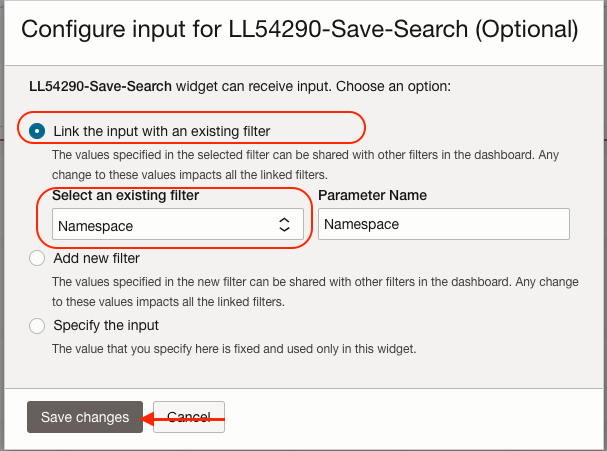 Configure input for LL54290-Save-Search (Optional)
LL54290-Save-Search widget can receive input. Choose an option:
Link the input with an existing filter
The values specified in the selected filter can be shared with other filters in the dashboard. Any
change to these values impacts all the linked filters.
Select an existing filter
Parameter Name
Namespace
Namespace
Add new filter
The values specified in the new filter can be shared with other filters in the dashboard. Any change
to these values impacts all the linked filters.
Specify the input
The value that you specify here is fixed and used only in this widget.
Save changes
Cancel